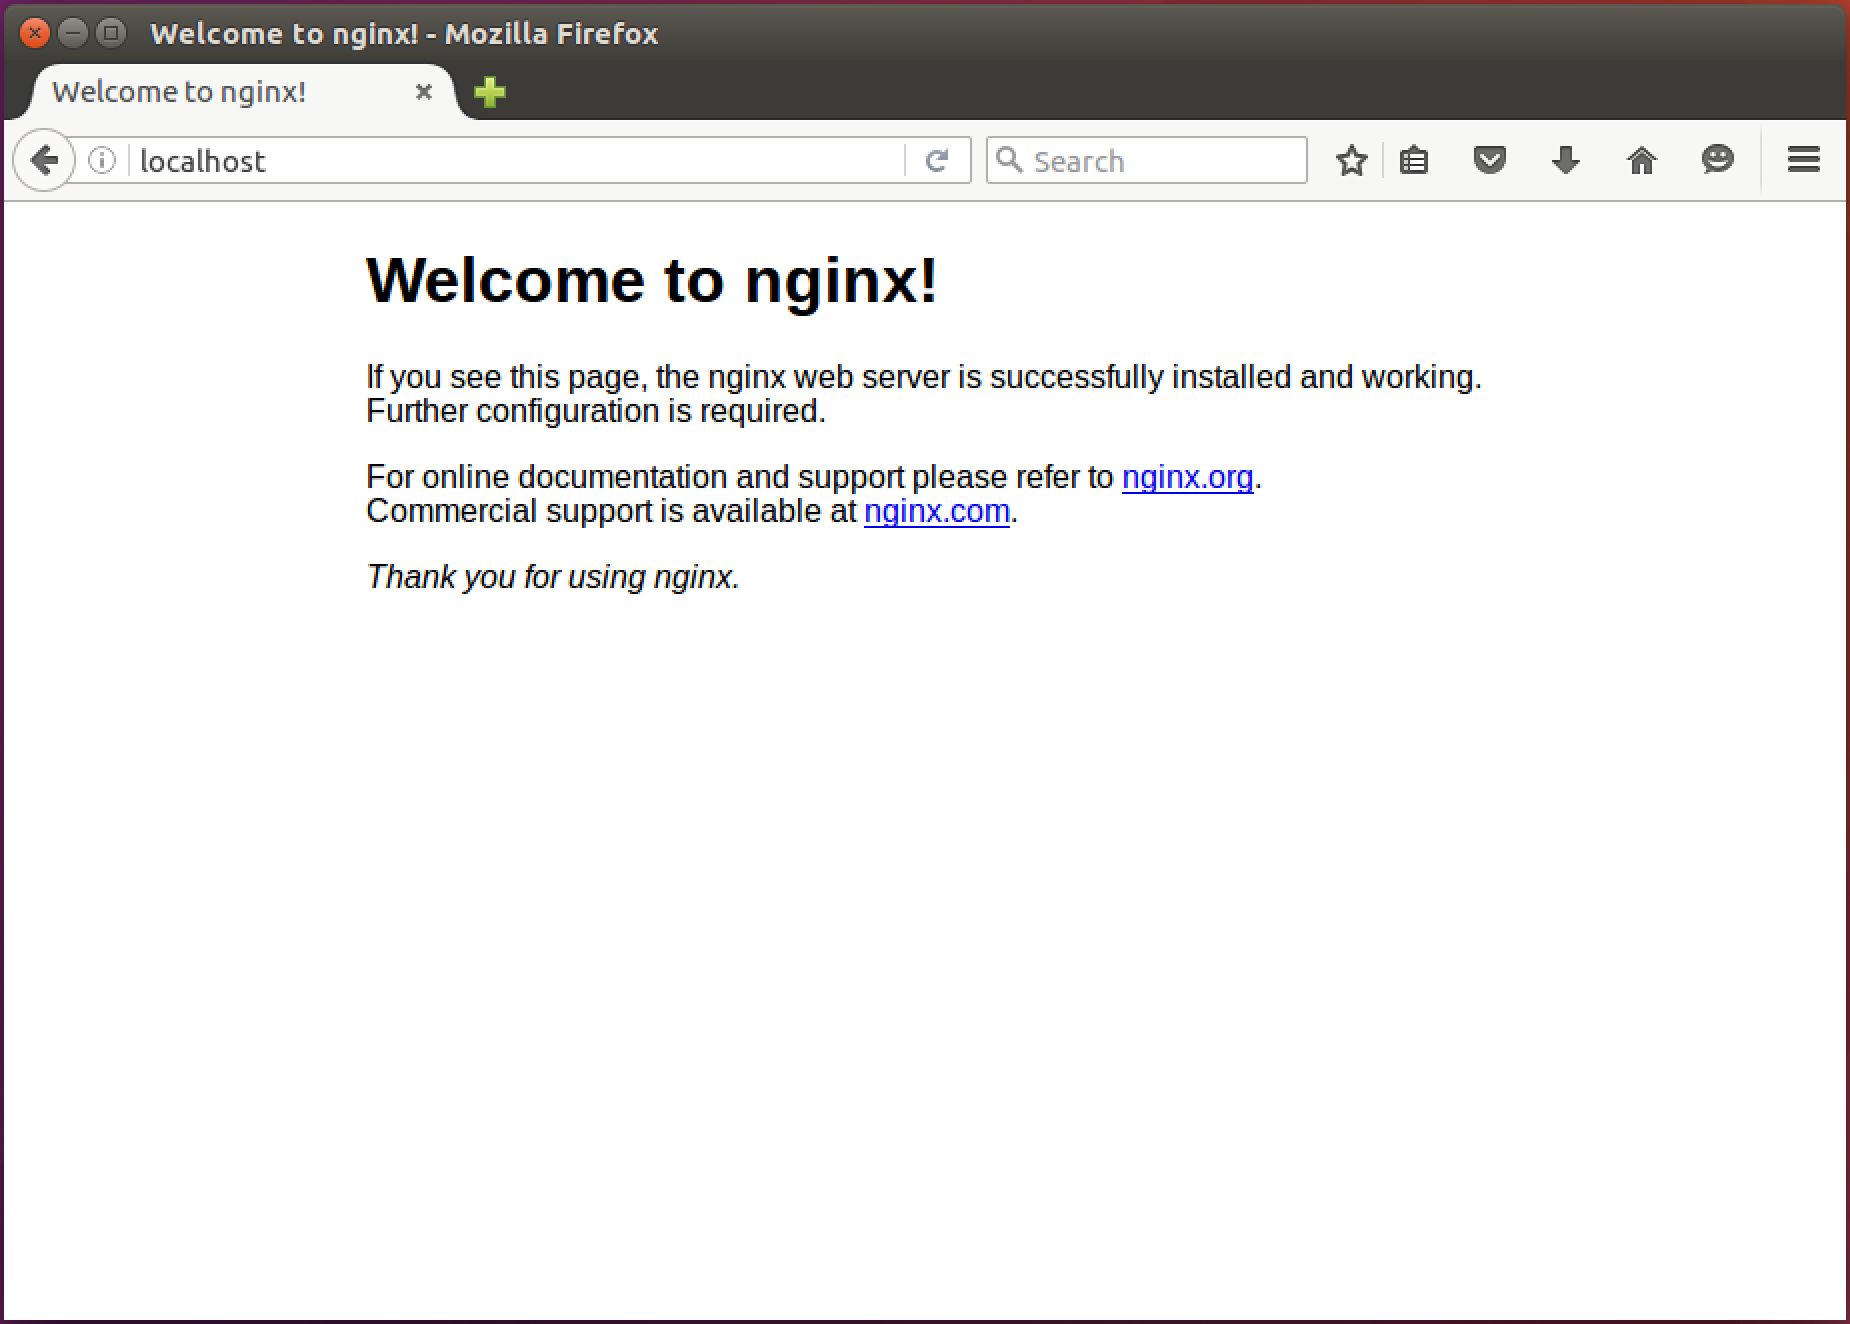 Welcome to nginx! - Mozilla Firefox
Welcome to nginx!
localhost
Search
Welcome to nginx!
If you see this page, the nginx web server is successfully installed and working.
Further configuration is required.
For online documentation and support please refer to nginx.org.
Commercial support is available at nginx.com.
Thank you for using nginx.